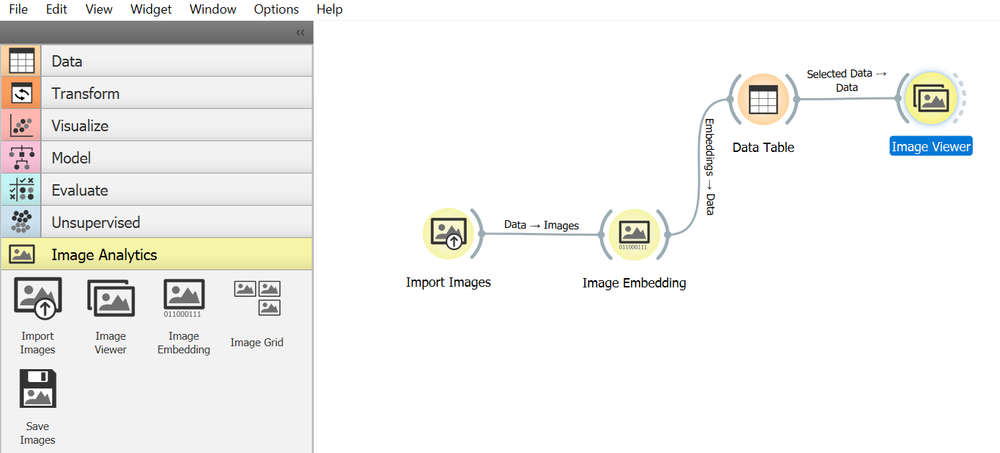 File Edit View Widget Window Options Help
«
Data
Transform
Visualize
Model
Evaluate
Unsupervised
Image Analytics
Import
Images
Image
Viewer
011000111
Image
Embedding
Image Grid
Save
Images
Import Images
Data → Images
011000111
Image Embedding
Embeddings → Data
Data Table
Selected Data →
Data
Image Viewer